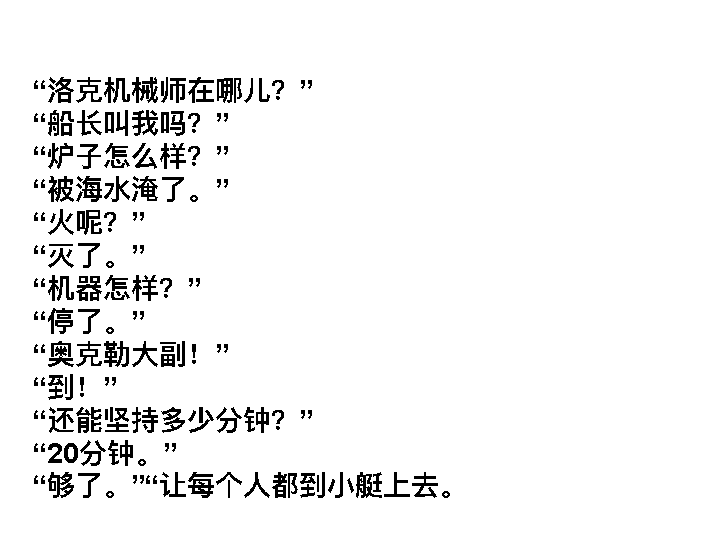 “洛克机械师在哪儿？”
“船长叫我吗？”
“炉子怎么样？”
“被海水淹了。”
“火呢？”
“灭了。”
“机器怎样？”
“停了。”
“奥克勒大副！”
“到！”
“还能坚持多少分钟？”
“20分钟。”
“够了。”“让每个人都到小艇上去。